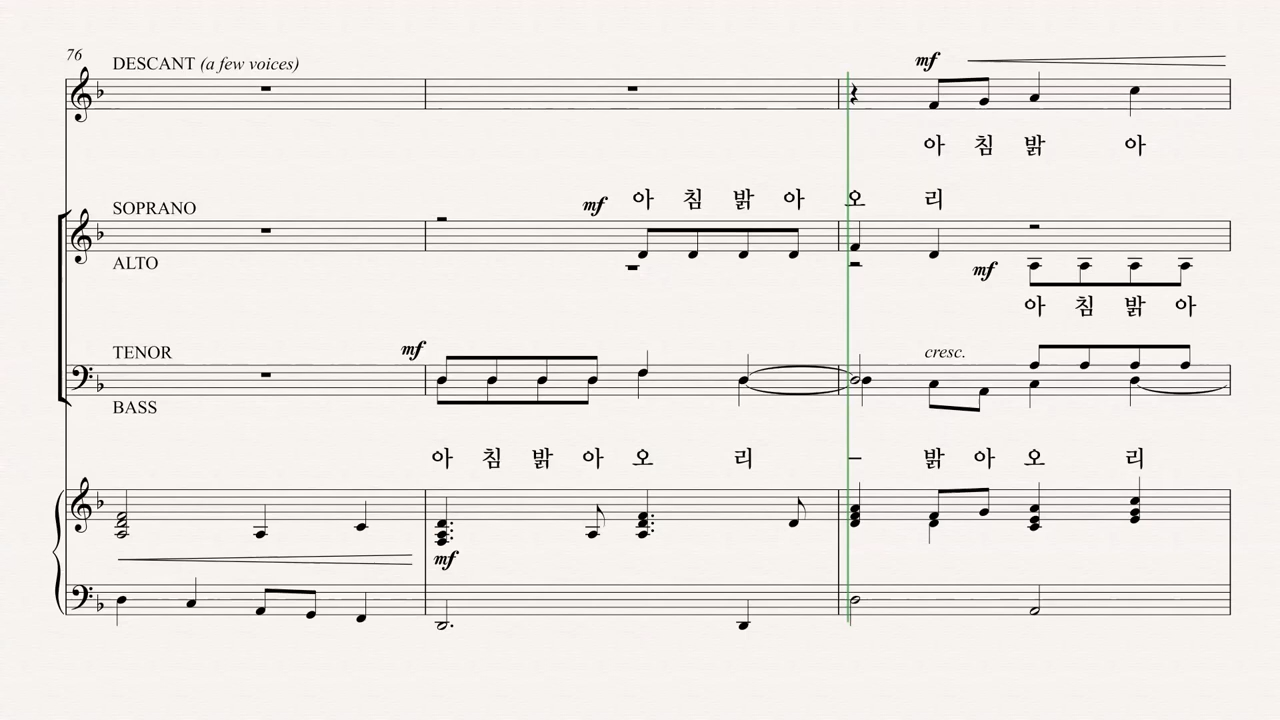 76
DESCANT (a few voices)
mf
아 침 밝 아
SOPRANO
mf 아 침 밝 아 오 리
ALTO
mf
아 침 밝 아
TENOR
mf
cresc.
BASS
아 침 밝 아 오 리 – 밝 아 오 리
mf